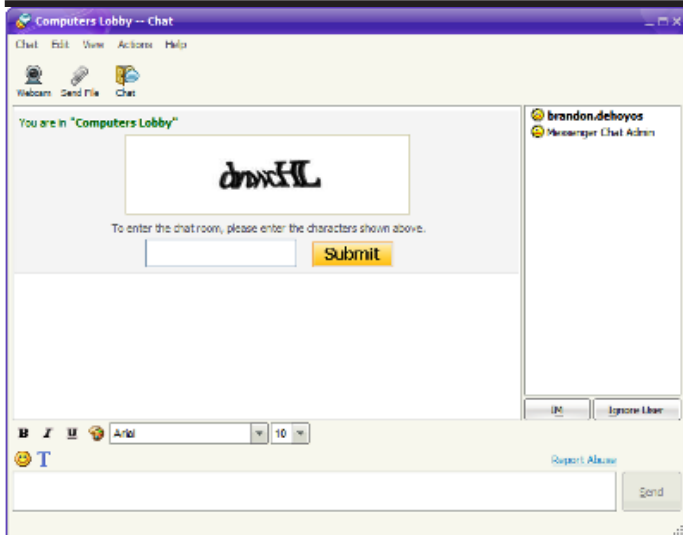 Computers Lobby -- Chat
Chat Edit View Actions Help
Webcam Send File Chat
You are in "Computers Lobby"
To enter the chat room, please enter the characters shown above.
Submit
brandon.dehoyos
Messenger Chat Admin
IM Ignore User
B I U Arial 10
T
Report Abuse
Send